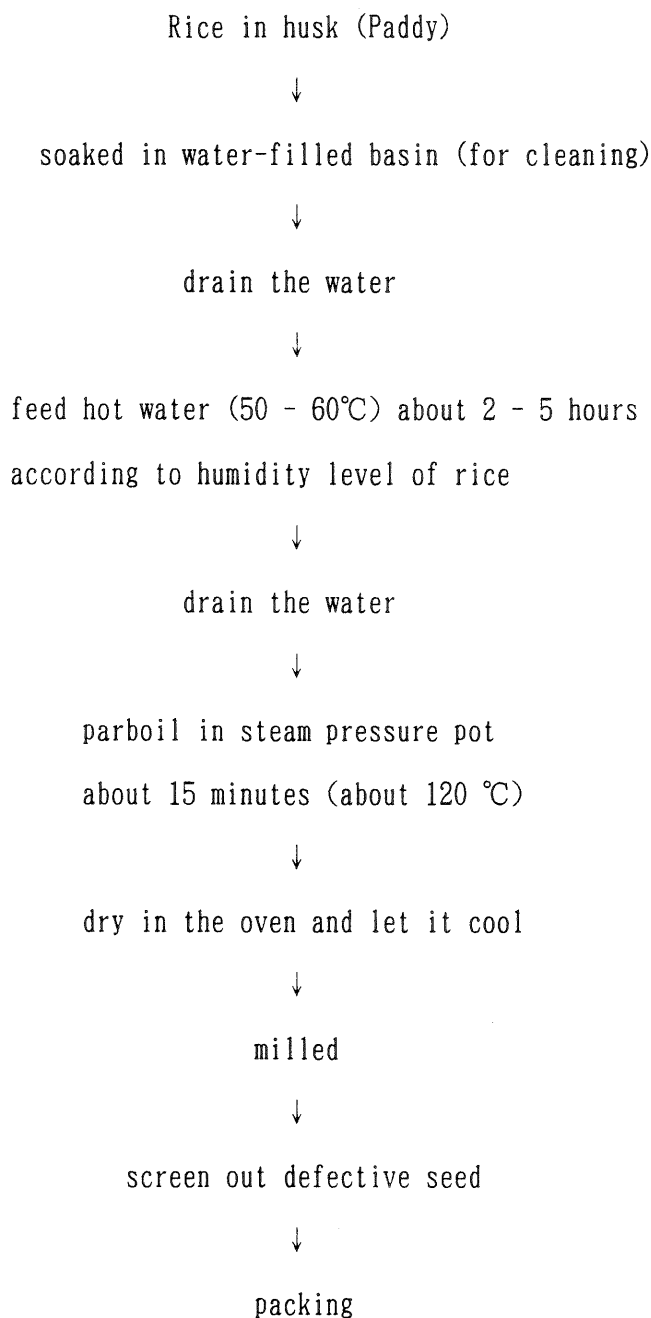 Rice in husk (Paddy)
↓
soaked in water-filled basin (for cleaning)
↓
drain the water
↓
feed hot water (50 - 60℃) about 2 - 5 hours
according to humidity level of rice
↓
drain the water
↓
parboil in steam pressure pot
about 15 minutes (about 120 ℃)
↓
dry in the oven and let it cool
↓
milled
↓
screen out defective seed
↓
packing